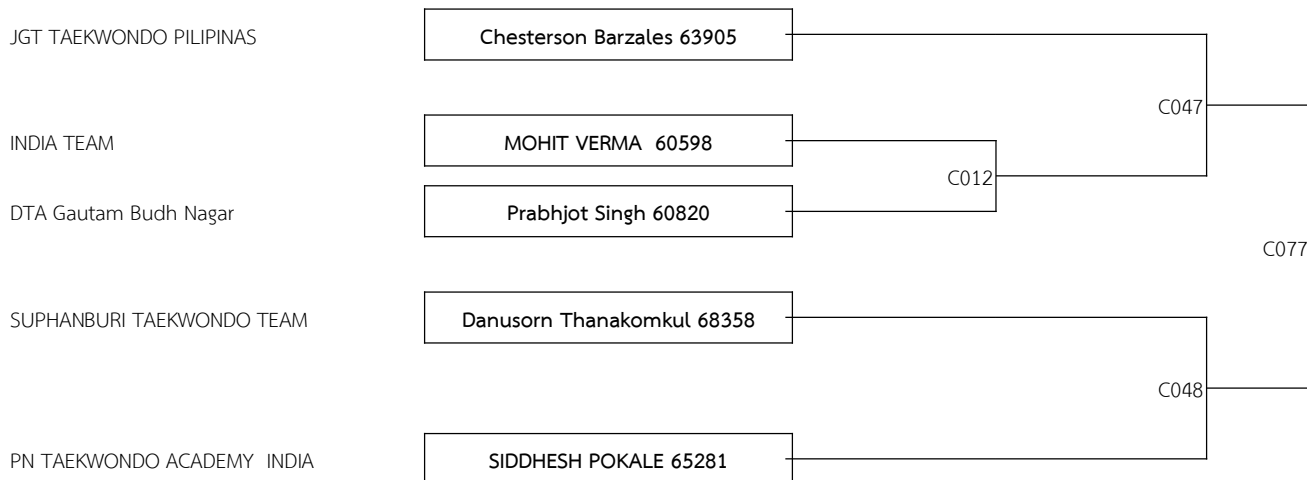 JGT TAEKWONDO PILIPINAS
Chesterson Barzales 63905
C047
INDIA TEAM
MOHIT VERMA  60598
C012
DTA Gautam Budh Nagar
Prabhjot Singh 60820
C077
SUPHANBURI TAEKWONDO TEAM
Danusorn Thanakomkul 68358
C048
PN TAEKWONDO ACADEMY  INDIA
SIDDHESH POKALE 65281